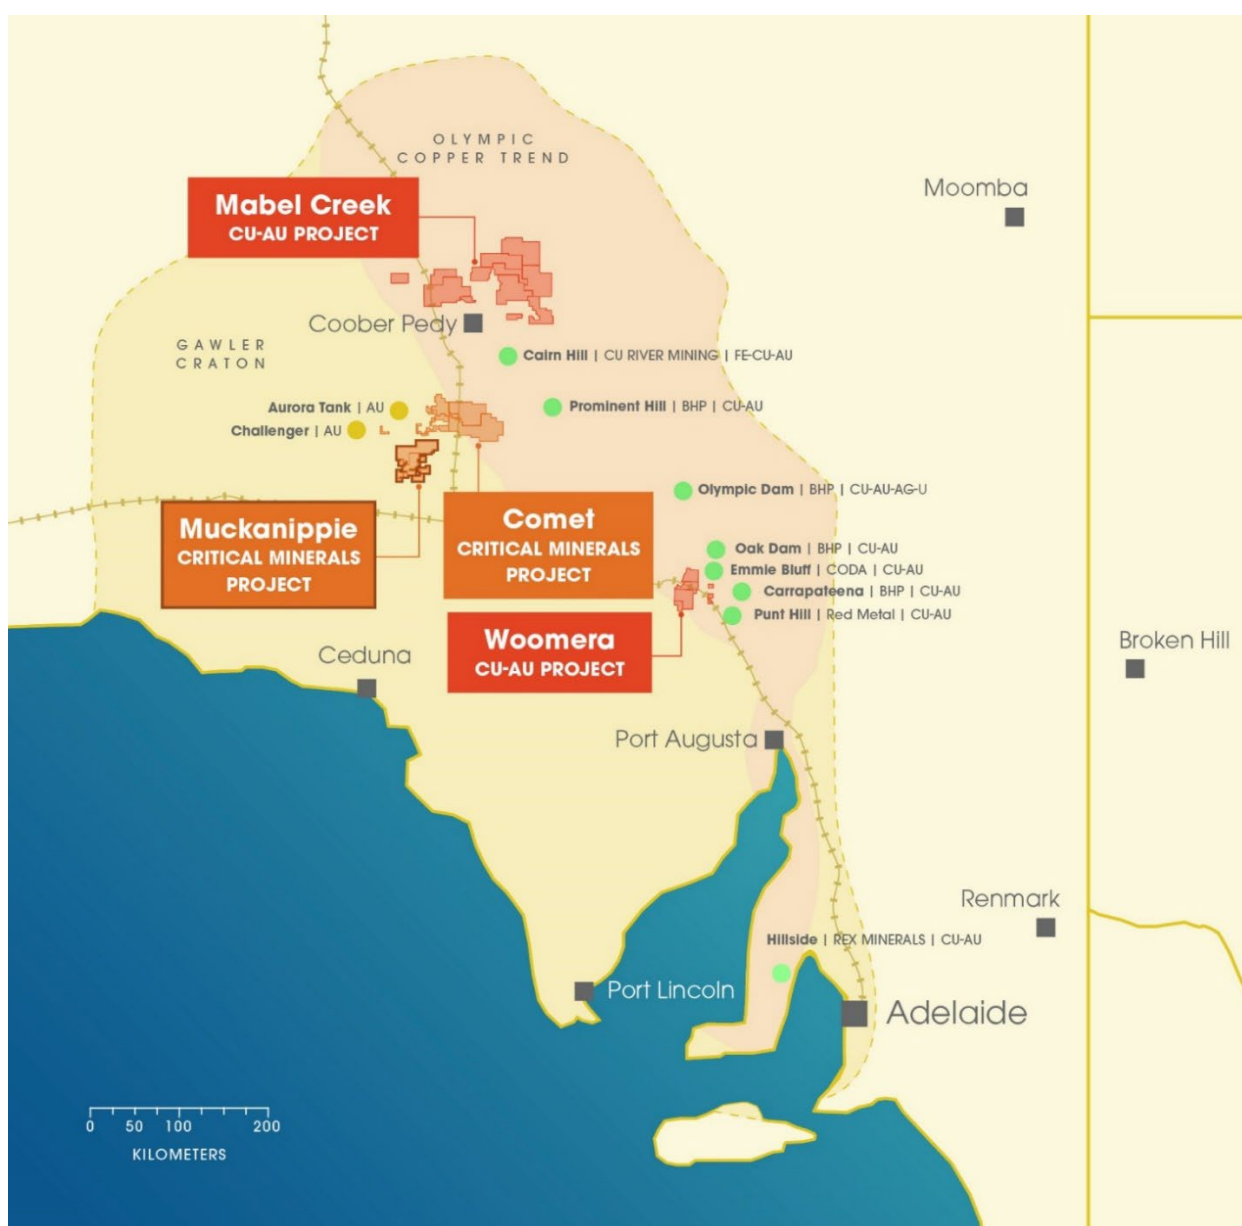 OLYMPIC
COPPER TREND
Moomba
Mabel Creek
CU-AU PROJECT
Coober Pedy
GAWLER
CRATON
Cairn Hill | CU RIVER MINING | FE-CU-AU
Aurora Tank | AU
Prominent Hill | BHP | CU-AU
Challenger | AU
Olympic Dam | BHP | CU-AU-AG-U
Muckanippie
CRITICAL MINERALS
PROJECT
Comet
CRITICAL MINERALS
PROJECT
Oak Dam | BHP | CU-AU
Emmie Bluff | CODA | CU-AU
Carrapateena | BHP | CU-AU
Punt Hill | Red Metal | CU-AU
Woomera
CU-AU PROJECT
Broken Hill
Ceduna
Port Augusta
Renmark
Hillside | REX MINERALS | CU-AU
Port Lincoln
Adelaide
0 50 100 200
KILOMETERS